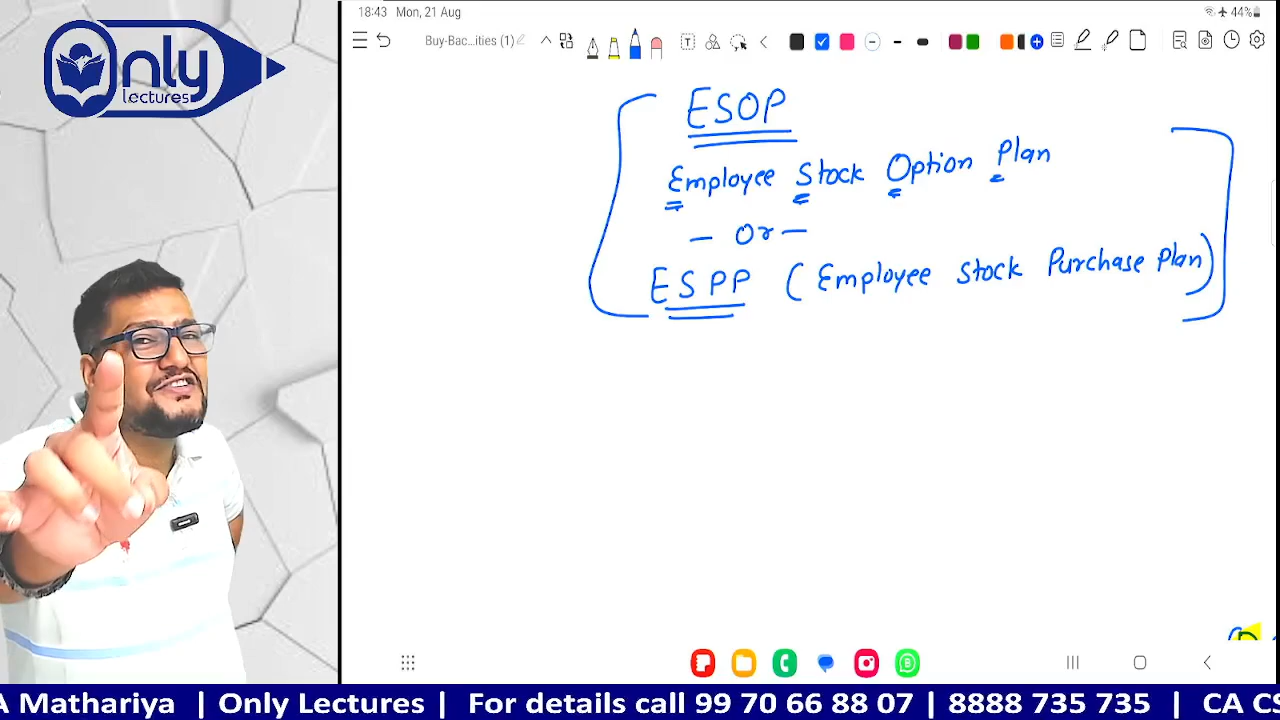 18:43 Mon, 21 Aug
44%
Buy-Bac...ities (1)
Only
lectures
ESOP
Employee Stock Option Plan
- Or -
ESPP (Employee Stock Purchase Plan)
A Mathariya | Only Lectures | For details call 99 70 66 88 07 | 8888 735 735 | CA CS